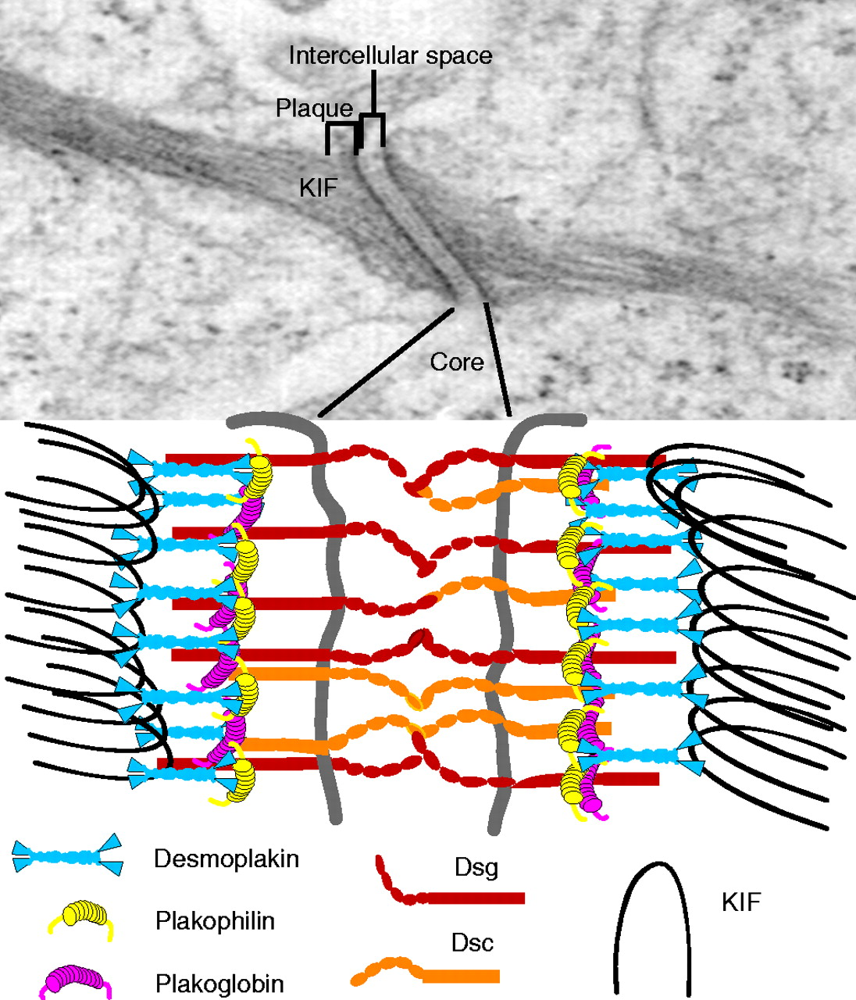 Intercellular space
Plaque
KIF
Core
Desmoplakin
Dsg
KIF
Plakophilin
Dsc
Plakoglobin